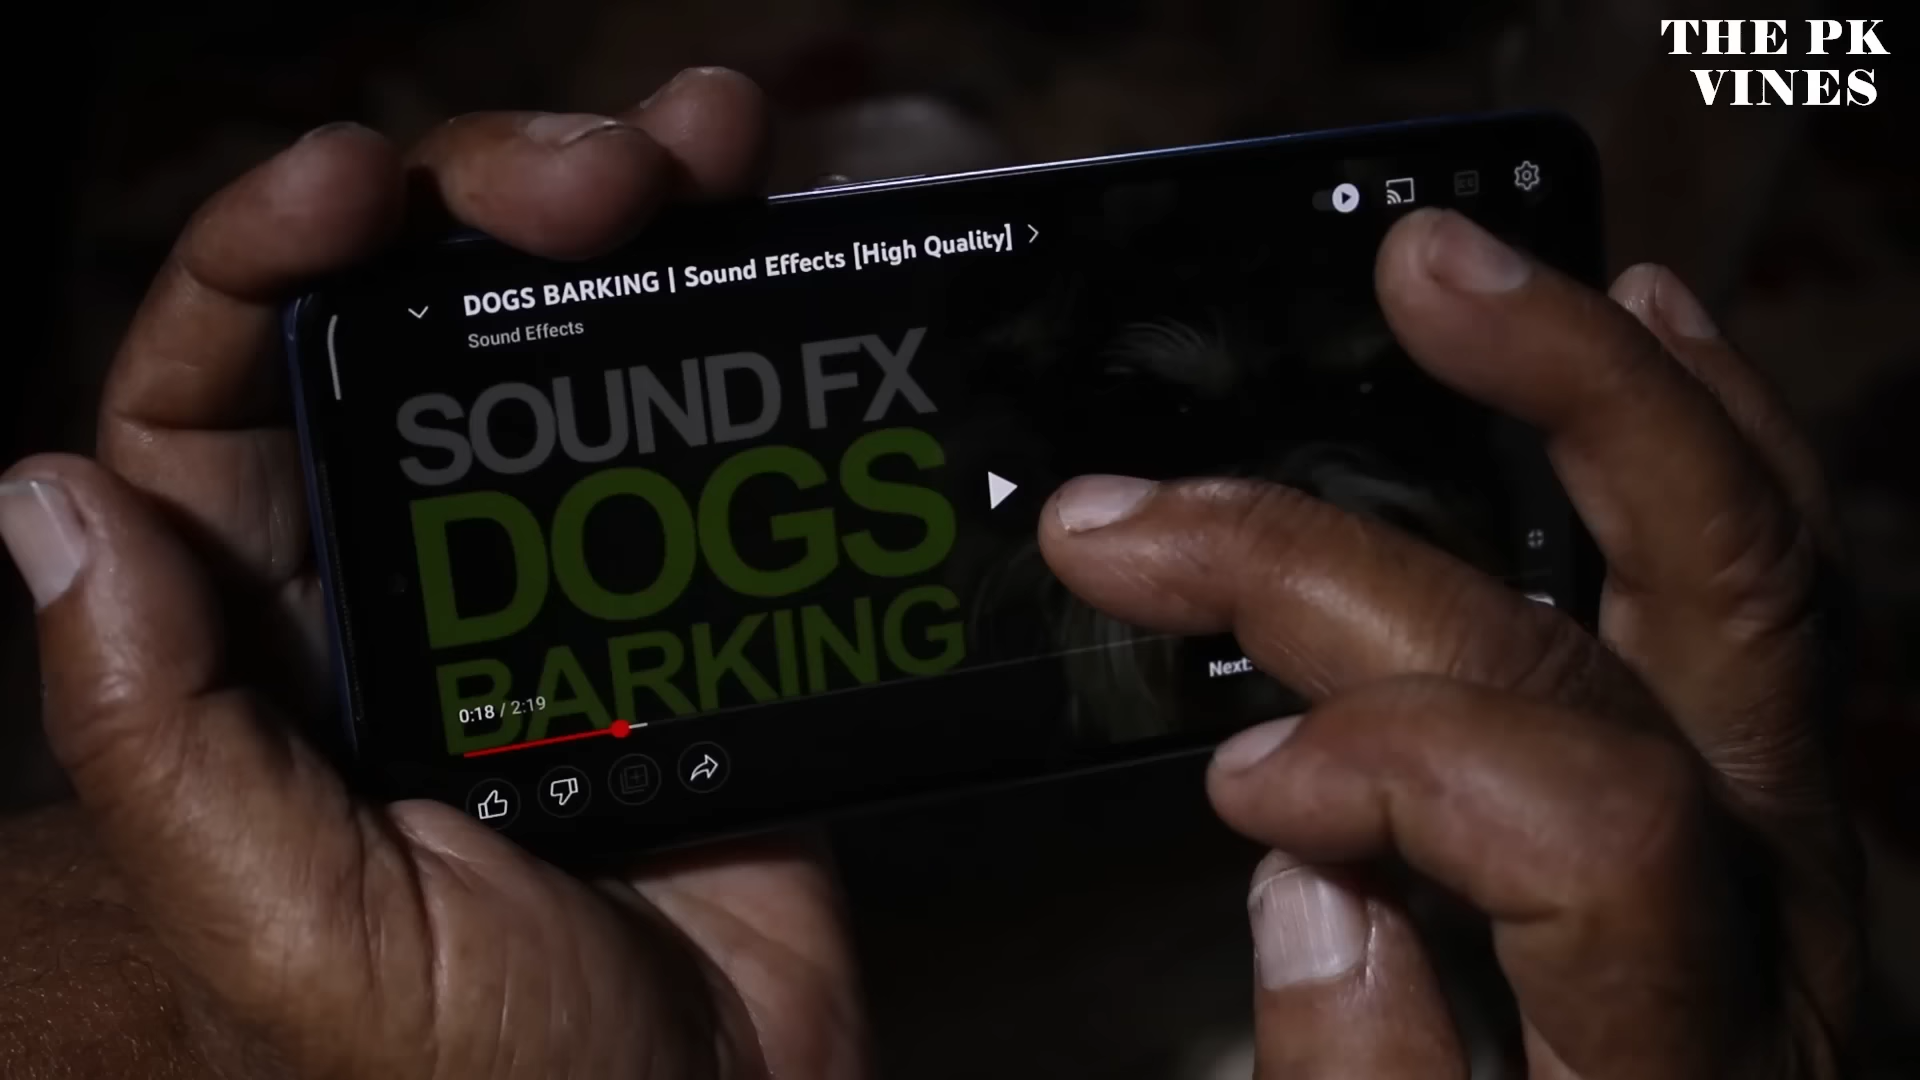 THE PK
VINES
DOGS BARKING | Sound Effects [High Quality]
Sound Effects
SOUND FX
DOGS
BARKING
0:18 / 2:19
Next: